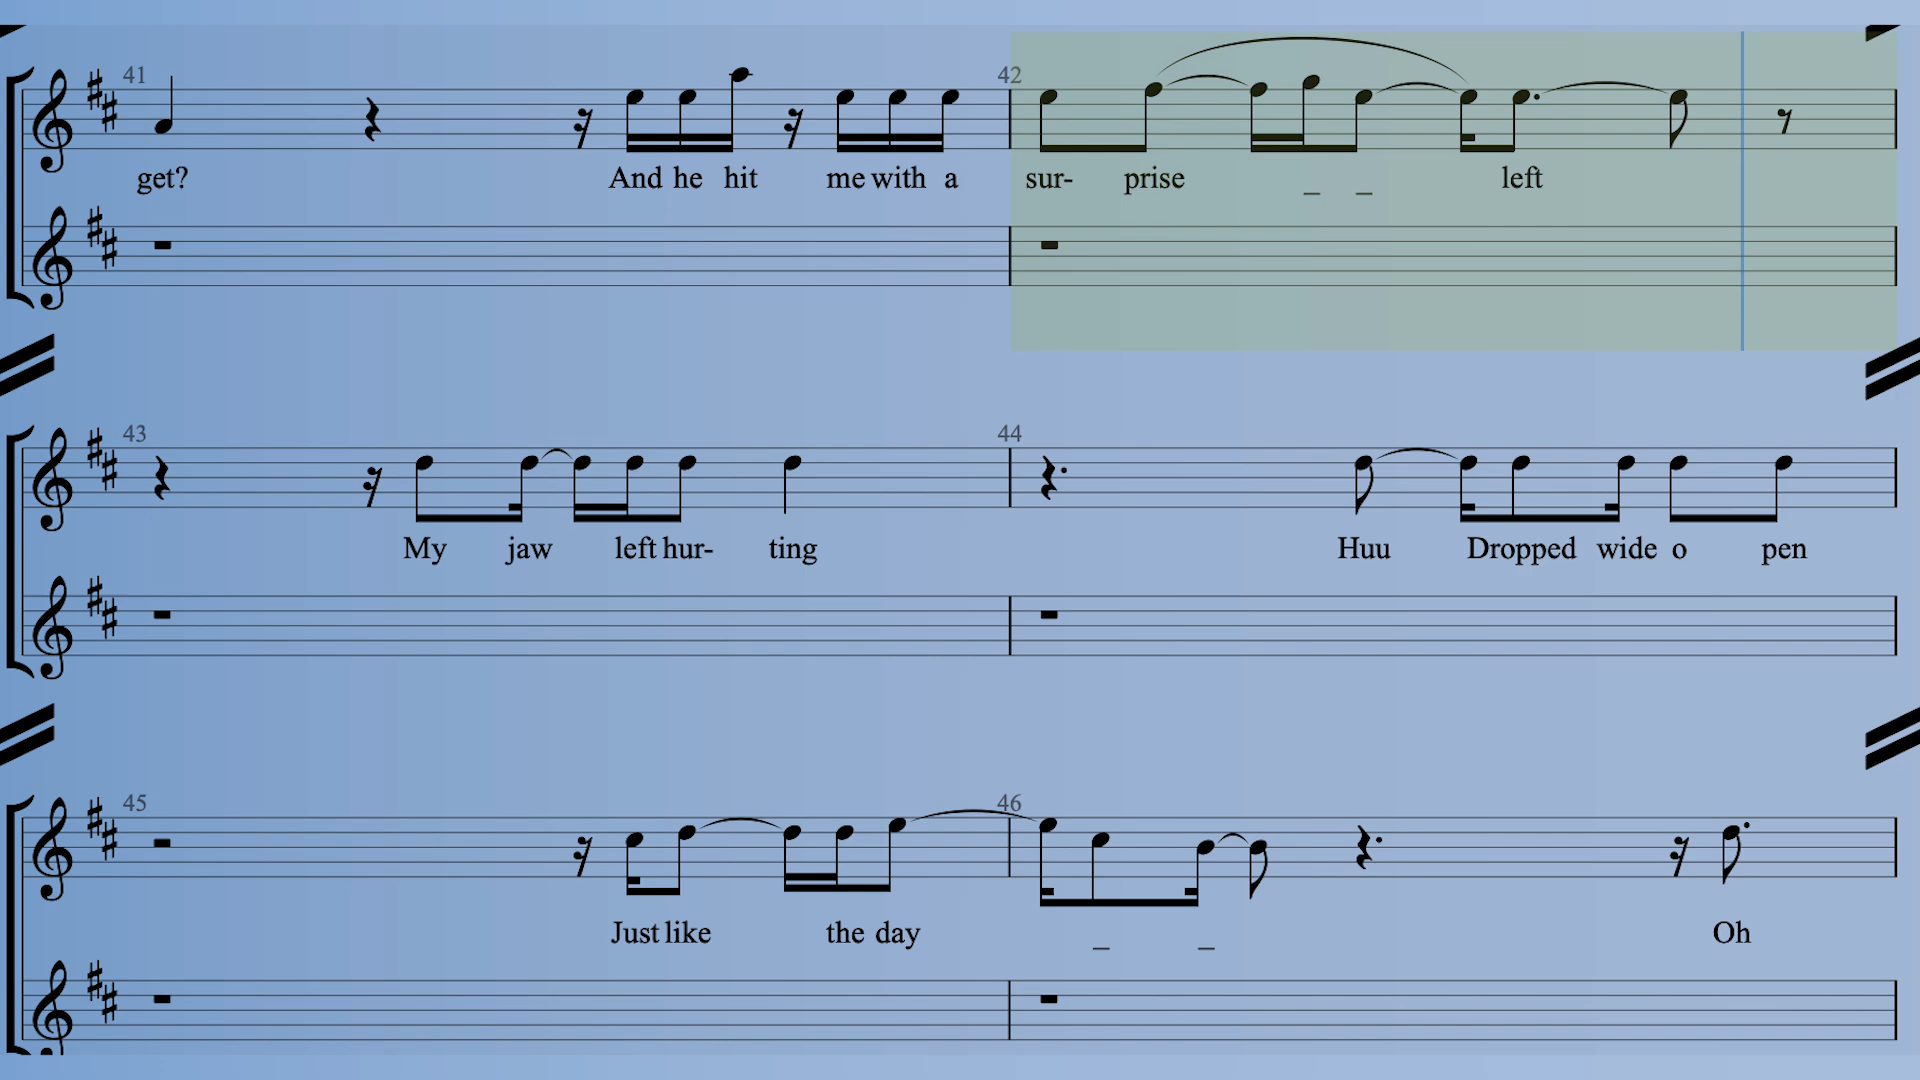 41 42
get? And he hit me with a sur- prise _ _ left
43 44
My jaw left hur- ting Huu Dropped wide o pen
45 46
Just like the day _ _ Oh